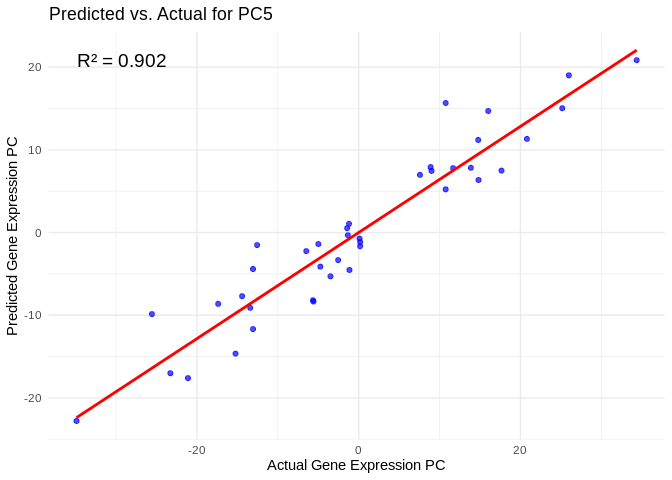 Predicted vs. Actual for PC5
R² = 0.902
20
10
0
-10
-20
Predicted Gene Expression PC
-20
0
20
Actual Gene Expression PC